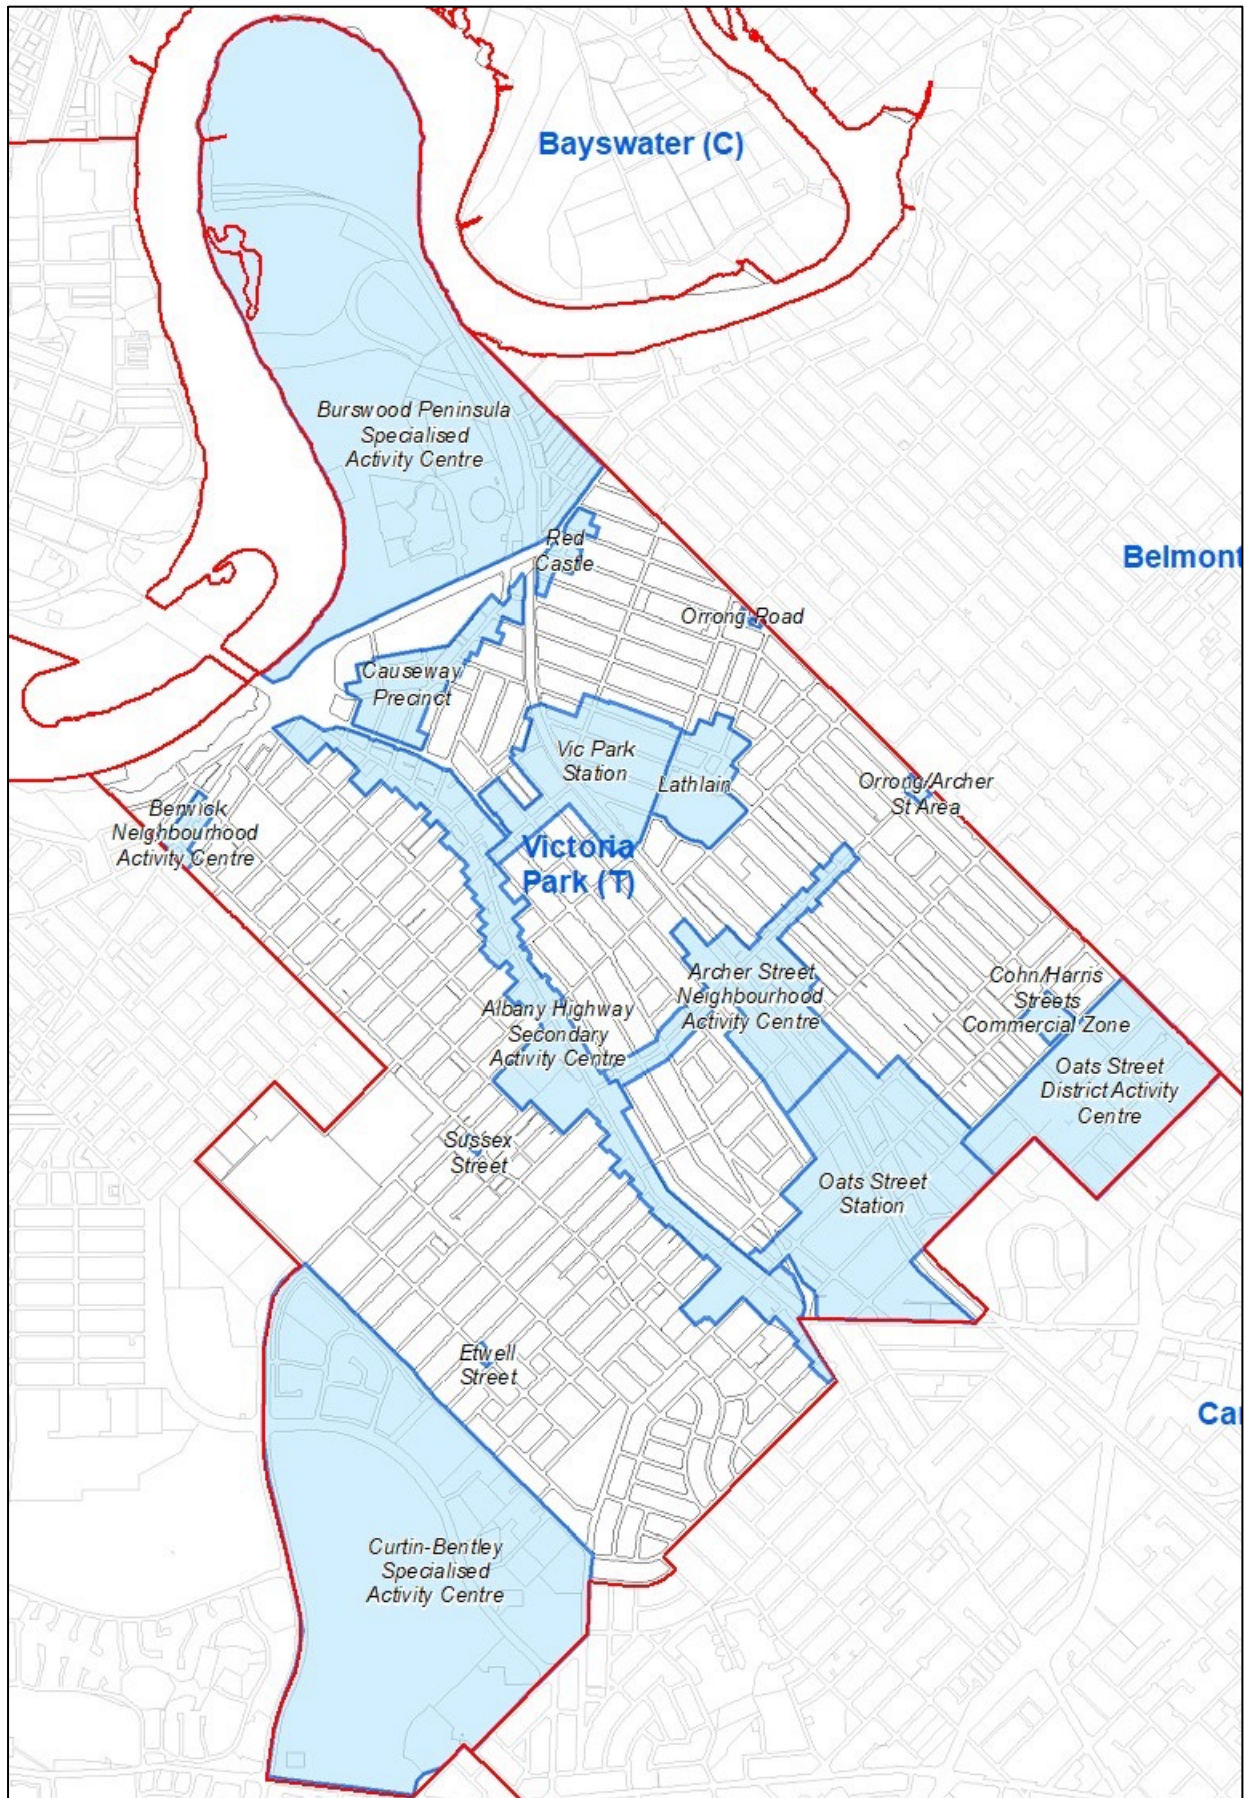 Bayswater (C)
Burswood Peninsula
Specialised
Activity Centre
Red
Castle
Belmont
Orrong Road
Causeway
Precinct
Vic Park
Station
Lathlain
Orrong/Archer
St Area
Berwick
Neighbourhood
Activity Centre
Victoria
Park (T)
Archer Street
Neighbourhood
Activity Centre
Cohn/Harris
Streets
Commercial Zone
Albany Highway
Secondary
Activity Centre
Oats Street
District Activity
Centre
Sussex
Street
Oats Street
Station
Etwell
Street
Ca
Curtin-Bentley
Specialised
Activity Centre